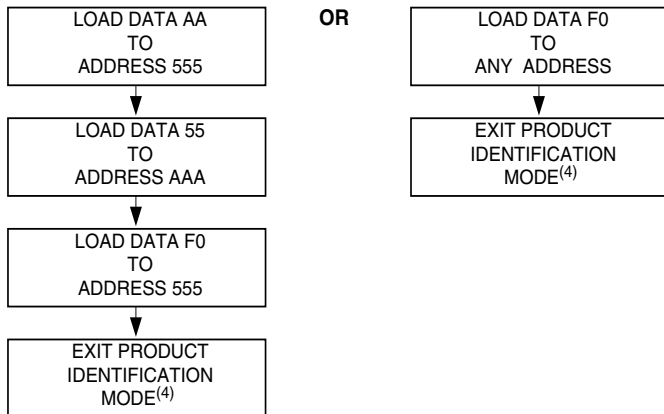 LOAD DATA AA
TO
ADDRESS 555
LOAD DATA 55
TO
ADDRESS AAA
LOAD DATA F0
TO
ADDRESS 555
EXIT PRODUCT
IDENTIFICATION
MODE(4)
OR
LOAD DATA F0
TO
ANY ADDRESS
EXIT PRODUCT
IDENTIFICATION
MODE(4)